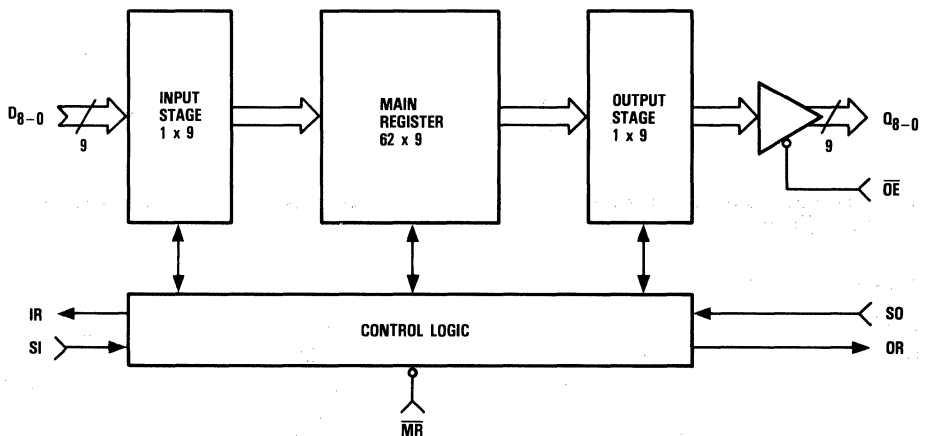 D8-0
9
INPUT
STAGE
1 x 9
MAIN
REGISTER
62 x 9
OUTPUT
STAGE
1 x 9
9
Q8-0
OE
IR
SI
CONTROL LOGIC
SO
OR
MR